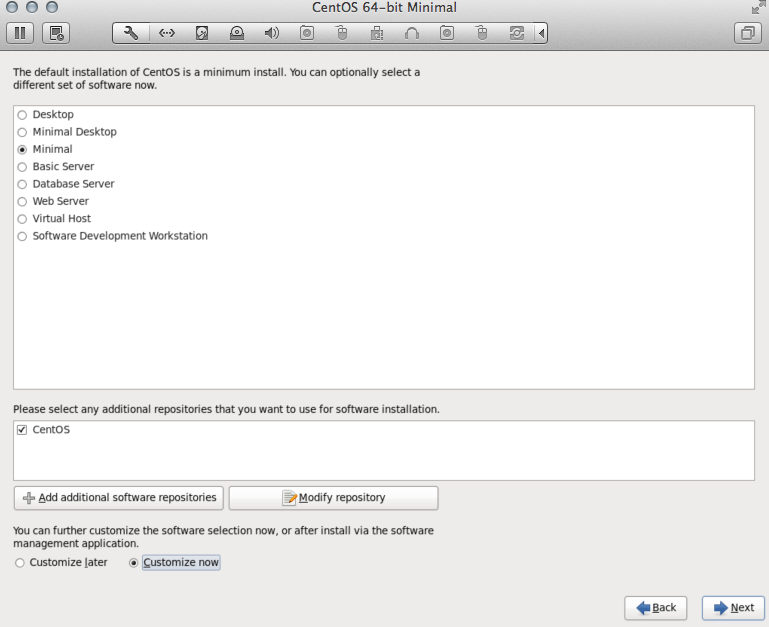 CentOS 64-bit Minimal
The default installation of CentOS is a minimum install. You can optionally select a
different set of software now.
Desktop
Minimal Desktop
Minimal
Basic Server
Database Server
Web Server
Virtual Host
Software Development Workstation
Please select any additional repositories that you want to use for software installation.
CentOS
Add additional software repositories
Modify repository
You can further customize the software selection now, or after install via the software
management application.
Customize later
Customize now
Back
Next